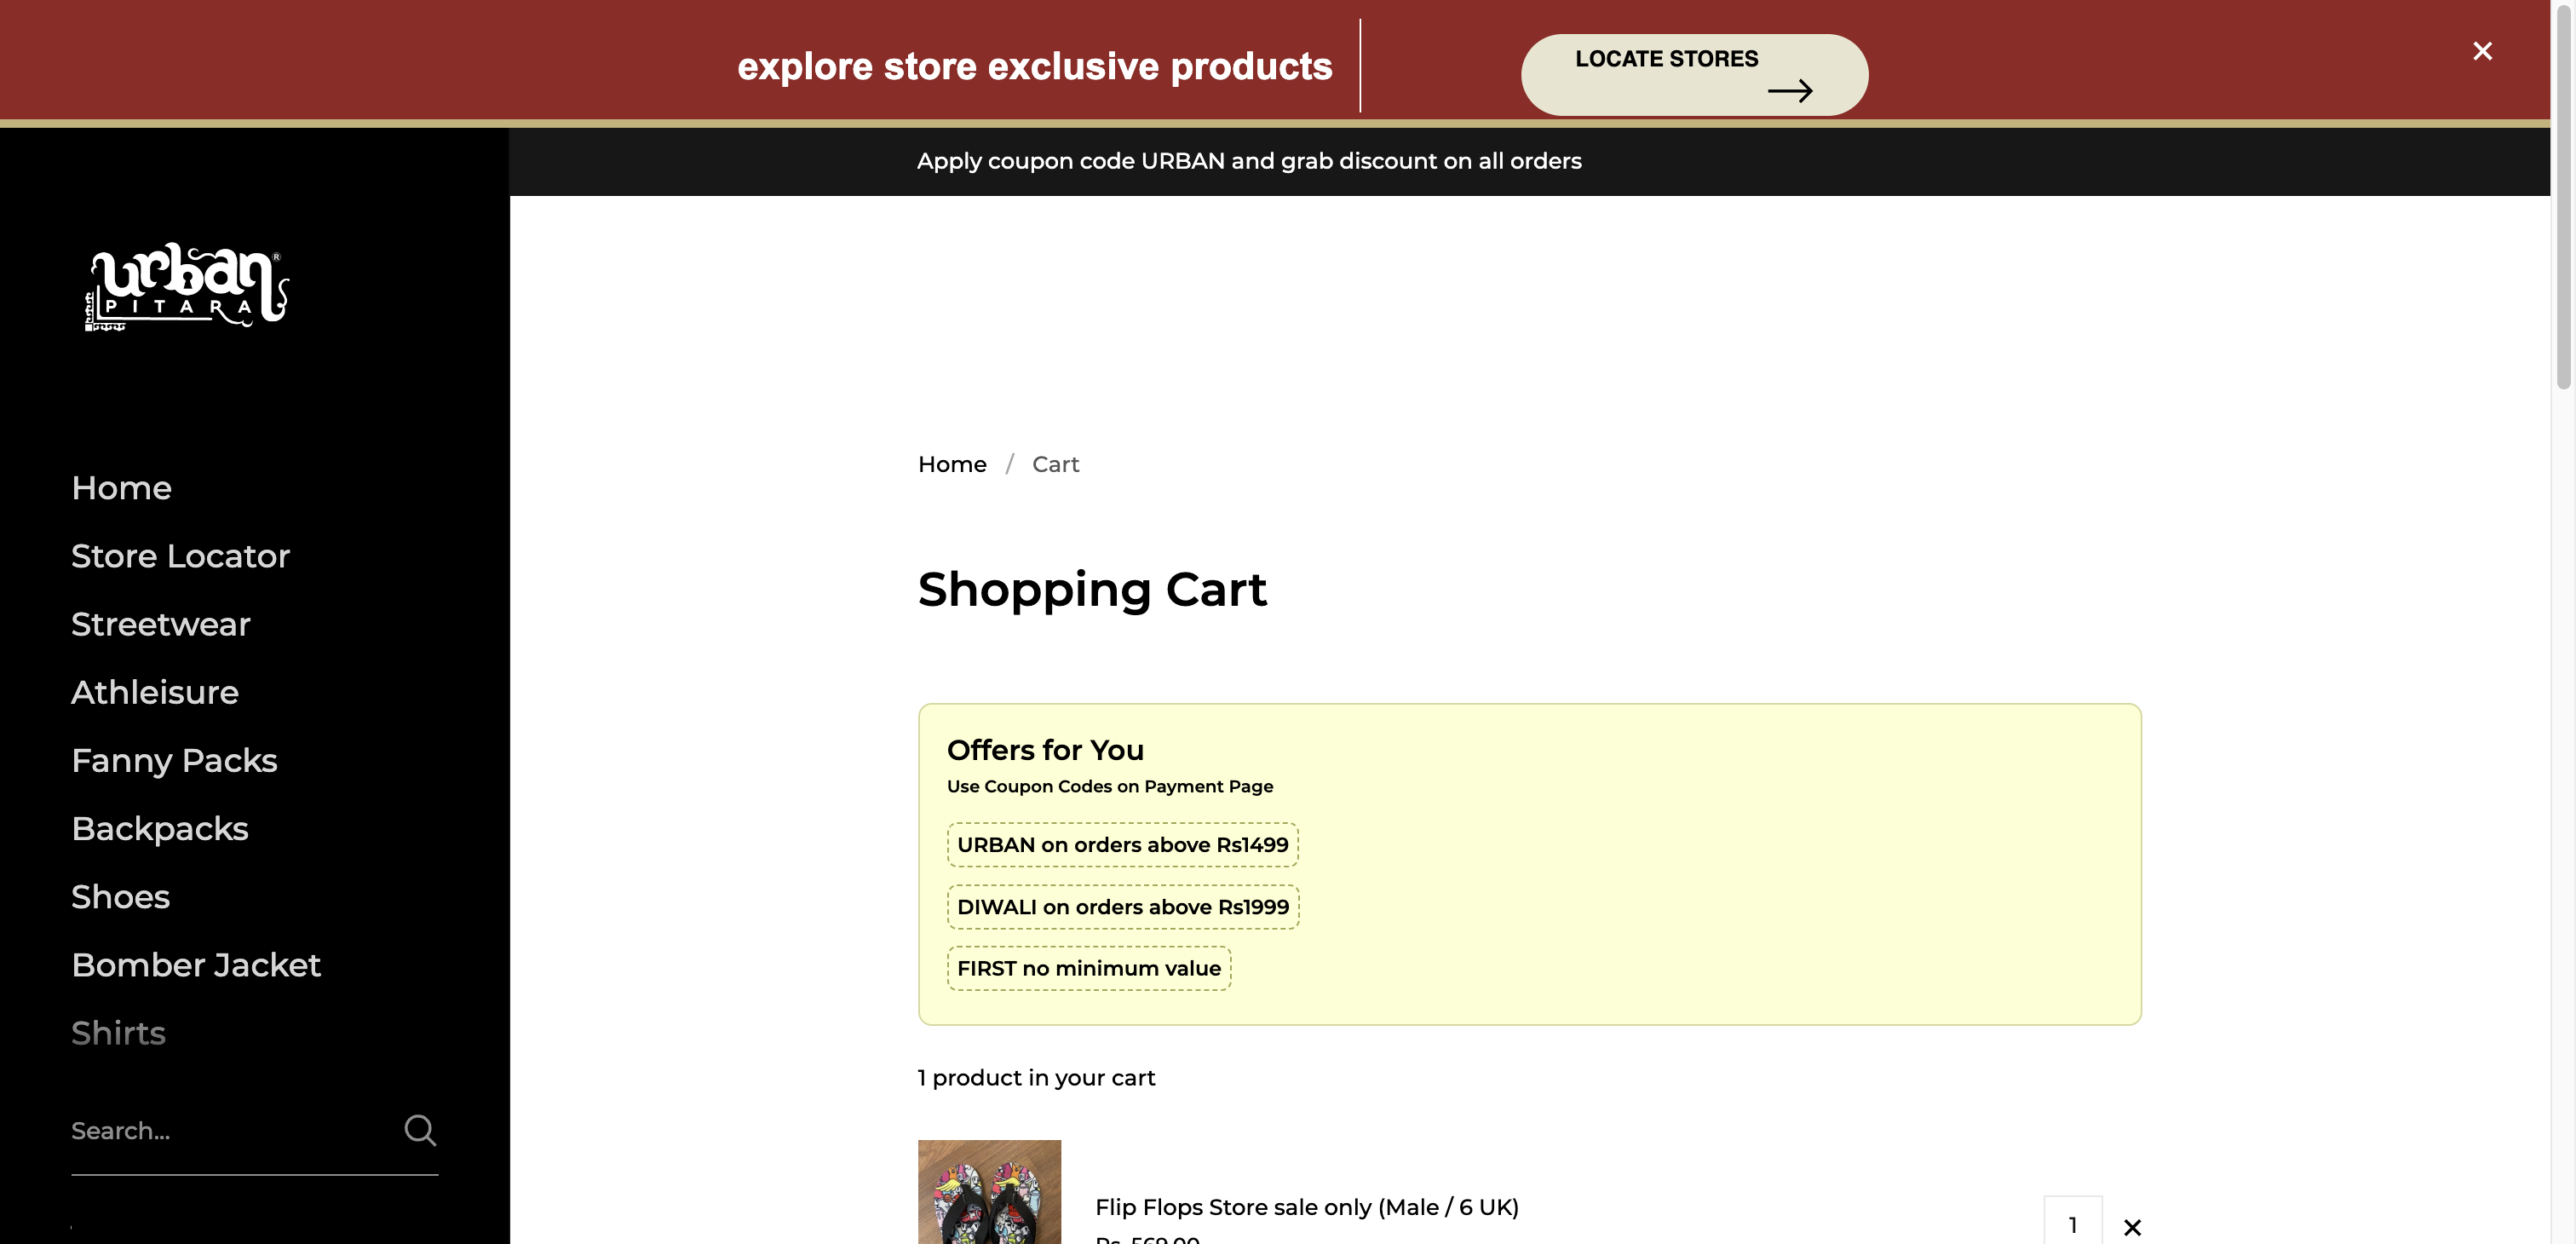 explore store exclusive products
LOCATE STORES
Apply coupon code URBAN and grab discount on all orders
urban®
PITARA
Home
Store Locator
Streetwear
Athleisure
Fanny Packs
Backpacks
Shoes
Bomber Jacket
Shirts
Search...
Home / Cart
Shopping Cart
Offers for You
Use Coupon Codes on Payment Page
URBAN on orders above Rs1499
DIWALI on orders above Rs1999
FIRST no minimum value
1 product in your cart
Flip Flops Store sale only (Male / 6 UK)
1
Rs. 569.00